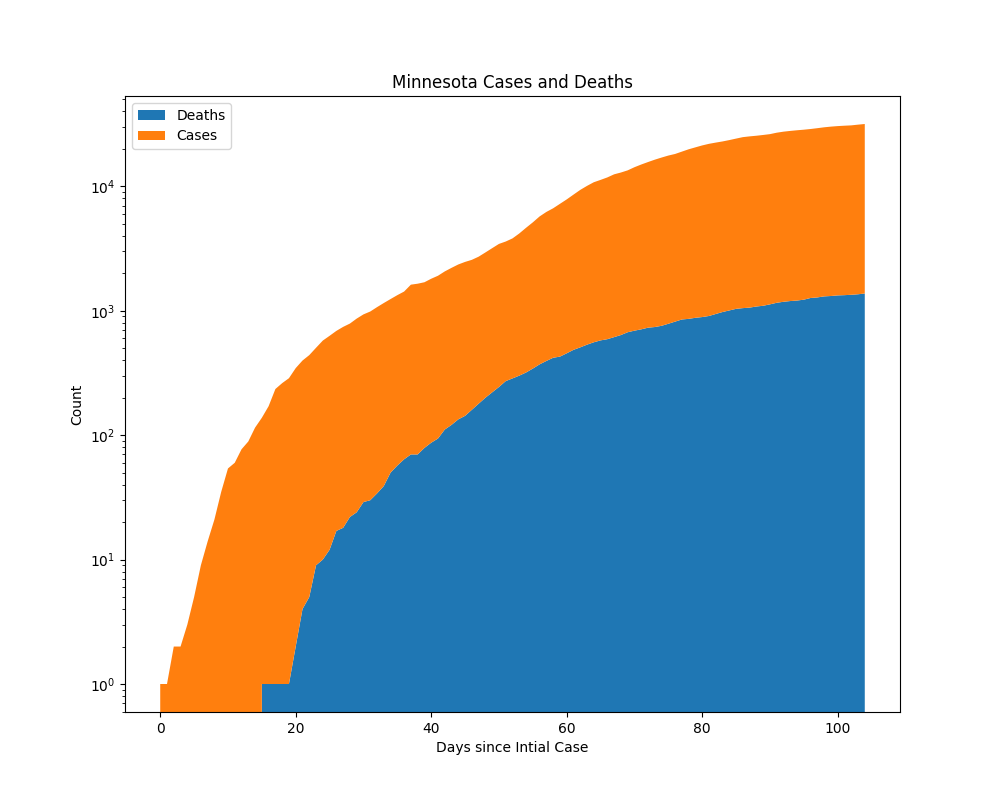 Minnesota Cases and Deaths
Deaths
Cases
Count
10⁴
10³
10²
10¹
10⁰
0 20 40 60 80 100
Days since Intial Case